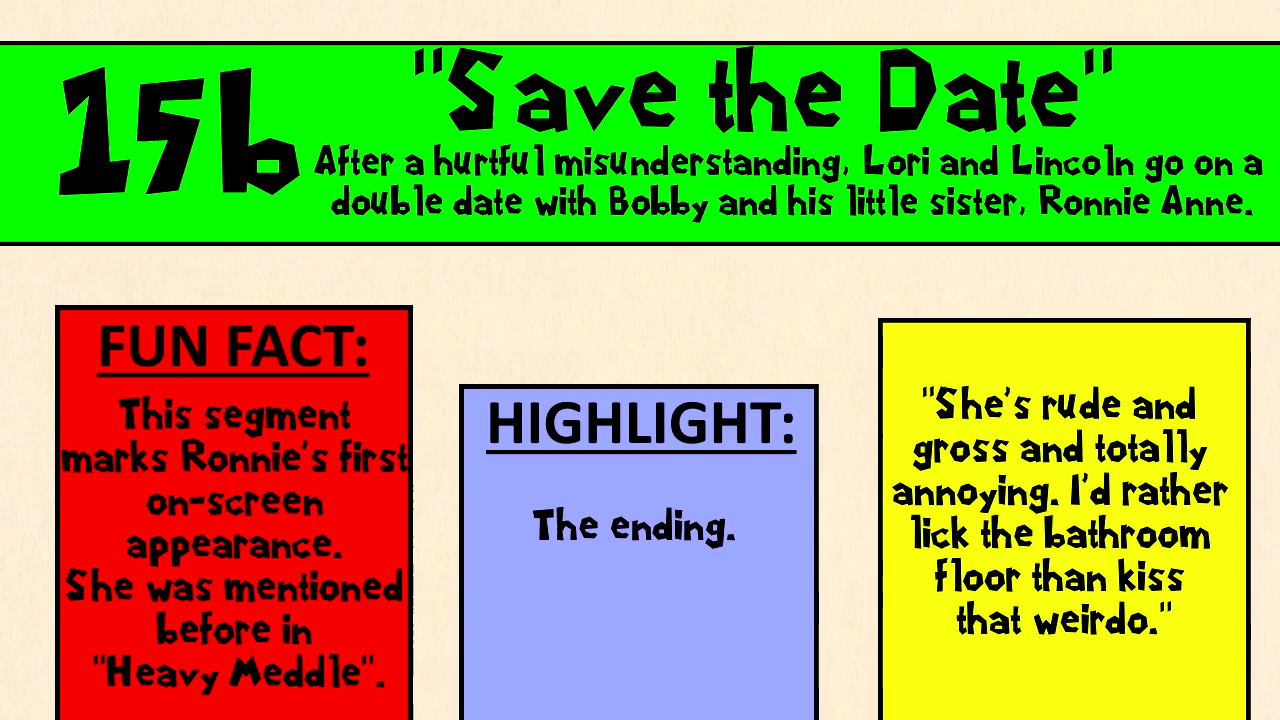 15b
"Save the Date"
After a hurtful misunderstanding, Lori and Lincoln go on a
double date with Bobby and his little sister, Ronnie Anne.
FUN FACT:
This segment
marks Ronnie's first
on-screen
appearance.
She was mentioned
before in
"Heavy Meddle".
HIGHLIGHT:
The ending.
"She's rude and
gross and totally
annoying. I'd rather
lick the bathroom
floor than kiss
that weirdo."